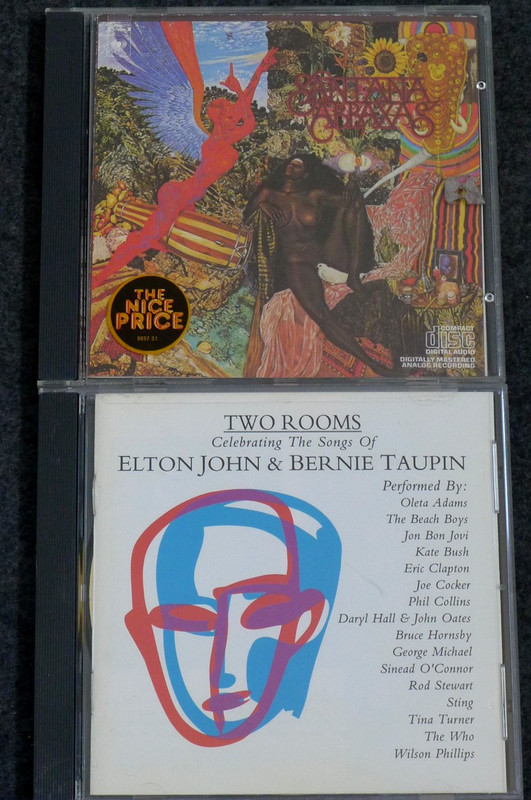 SANTANA
ABRAXAS
THE
NICE
PRICE
COMPACT
disc
DIGITAL AUDIO
DIGITALLY MASTERED
ANALOG RECORDING
TWO ROOMS
Celebrating The Songs Of
ELTON JOHN & BERNIE TAUPIN
Performed By:
Oleta Adams
The Beach Boys
Jon Bon Jovi
Kate Bush
Eric Clapton
Joe Cocker
Phil Collins
Daryl Hall & John Oates
Bruce Hornsby
George Michael
Sinead O'Connor
Rod Stewart
Sting
Tina Turner
The Who
Wilson Phillips